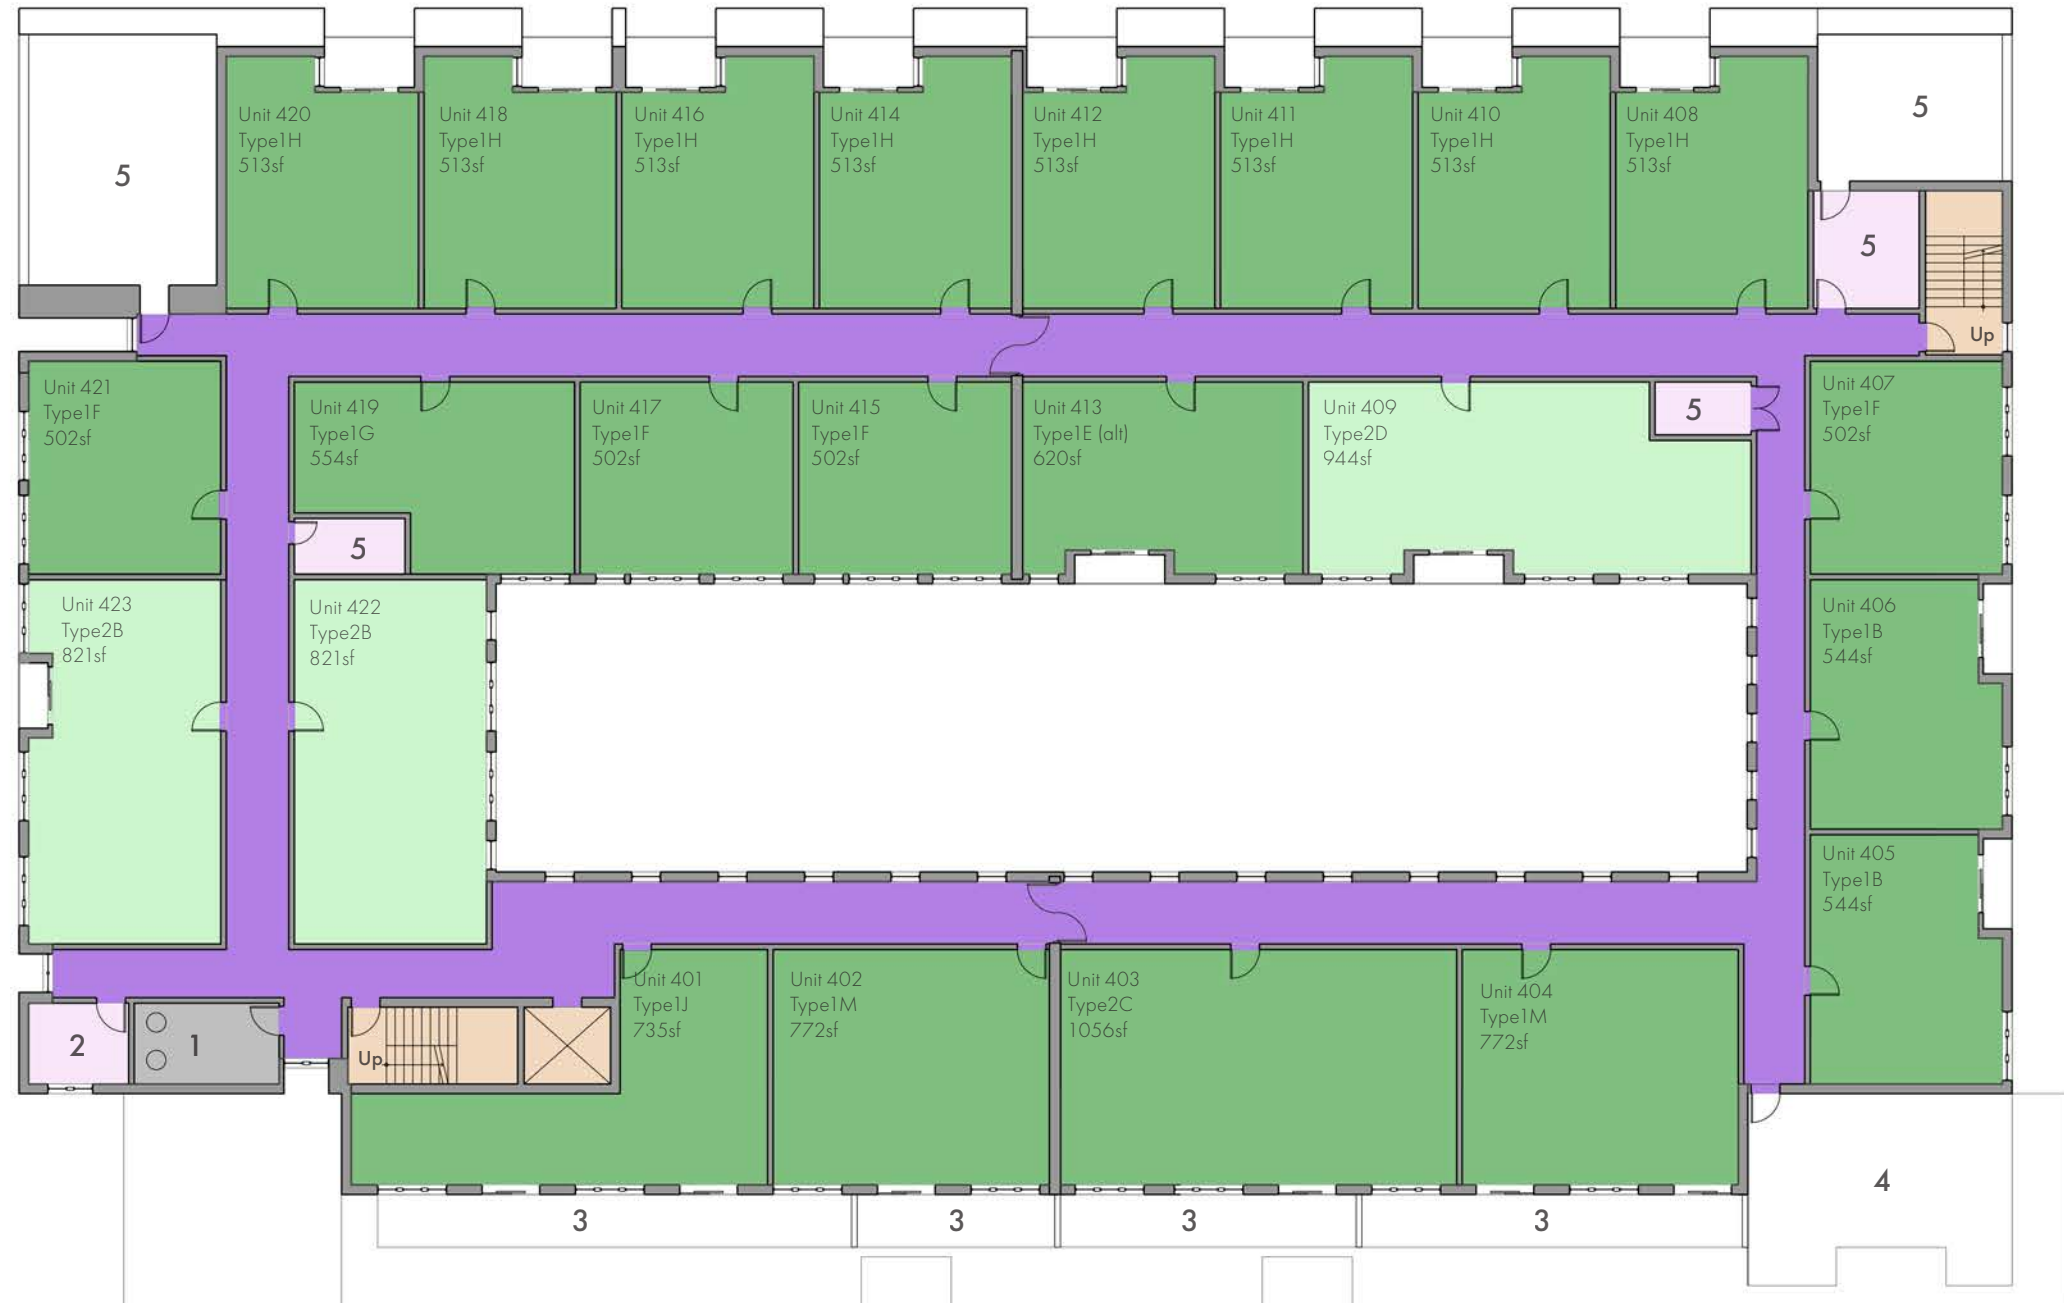 5
Unit 420
Type1H
513sf
Unit 418
Type1H
513sf
Unit 416
Type1H
513sf
Unit 414
Type1H
513sf
Unit 412
Type1H
513sf
Unit 411
Type1H
513sf
Unit 410
Type1H
513sf
Unit 408
Type1H
513sf
5
5
Up
Unit 421
Type1F
502sf
Unit 419
Type1G
554sf
Unit 417
Type1F
502sf
Unit 415
Type1F
502sf
Unit 413
Type1E (alt)
620sf
Unit 409
Type2D
944sf
5
Unit 407
Type1F
502sf
5
Unit 423
Type2B
821sf
Unit 422
Type2B
821sf
Unit 406
Type1B
544sf
Unit 405
Type1B
544sf
Unit 401
Type1J
735sf
Unit 402
Type1M
772sf
Unit 403
Type2C
1056sf
Unit 404
Type1M
772sf
2
1
Up
3
3
3
3
4